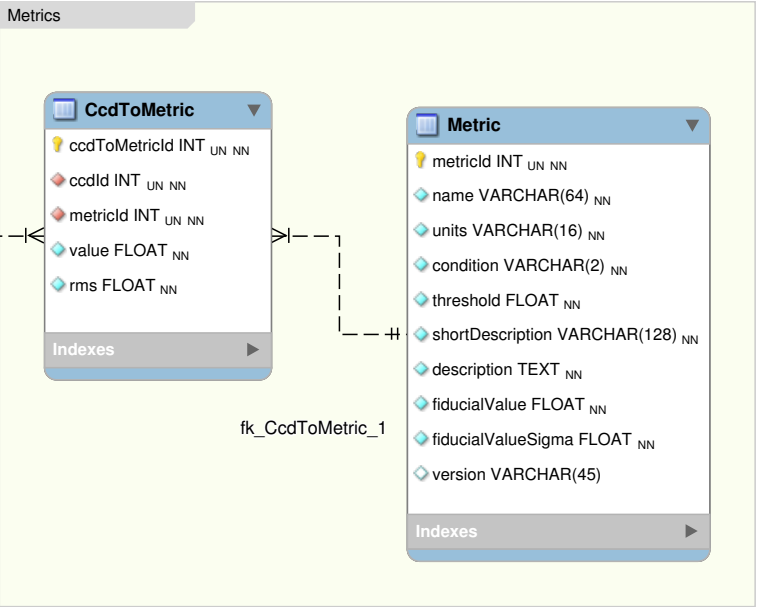 Metrics
CcdToMetric
ccdToMetricId INT UN NN
ccdId INT UN NN
metricId INT UN NN
value FLOAT NN
rms FLOAT NN
Indexes
fk_CcdToMetric_1
Metric
metricId INT UN NN
name VARCHAR(64) NN
units VARCHAR(16) NN
condition VARCHAR(2) NN
threshold FLOAT NN
shortDescription VARCHAR(128) NN
description TEXT NN
fiducialValue FLOAT NN
fiducialValueSigma FLOAT NN
version VARCHAR(45)
Indexes